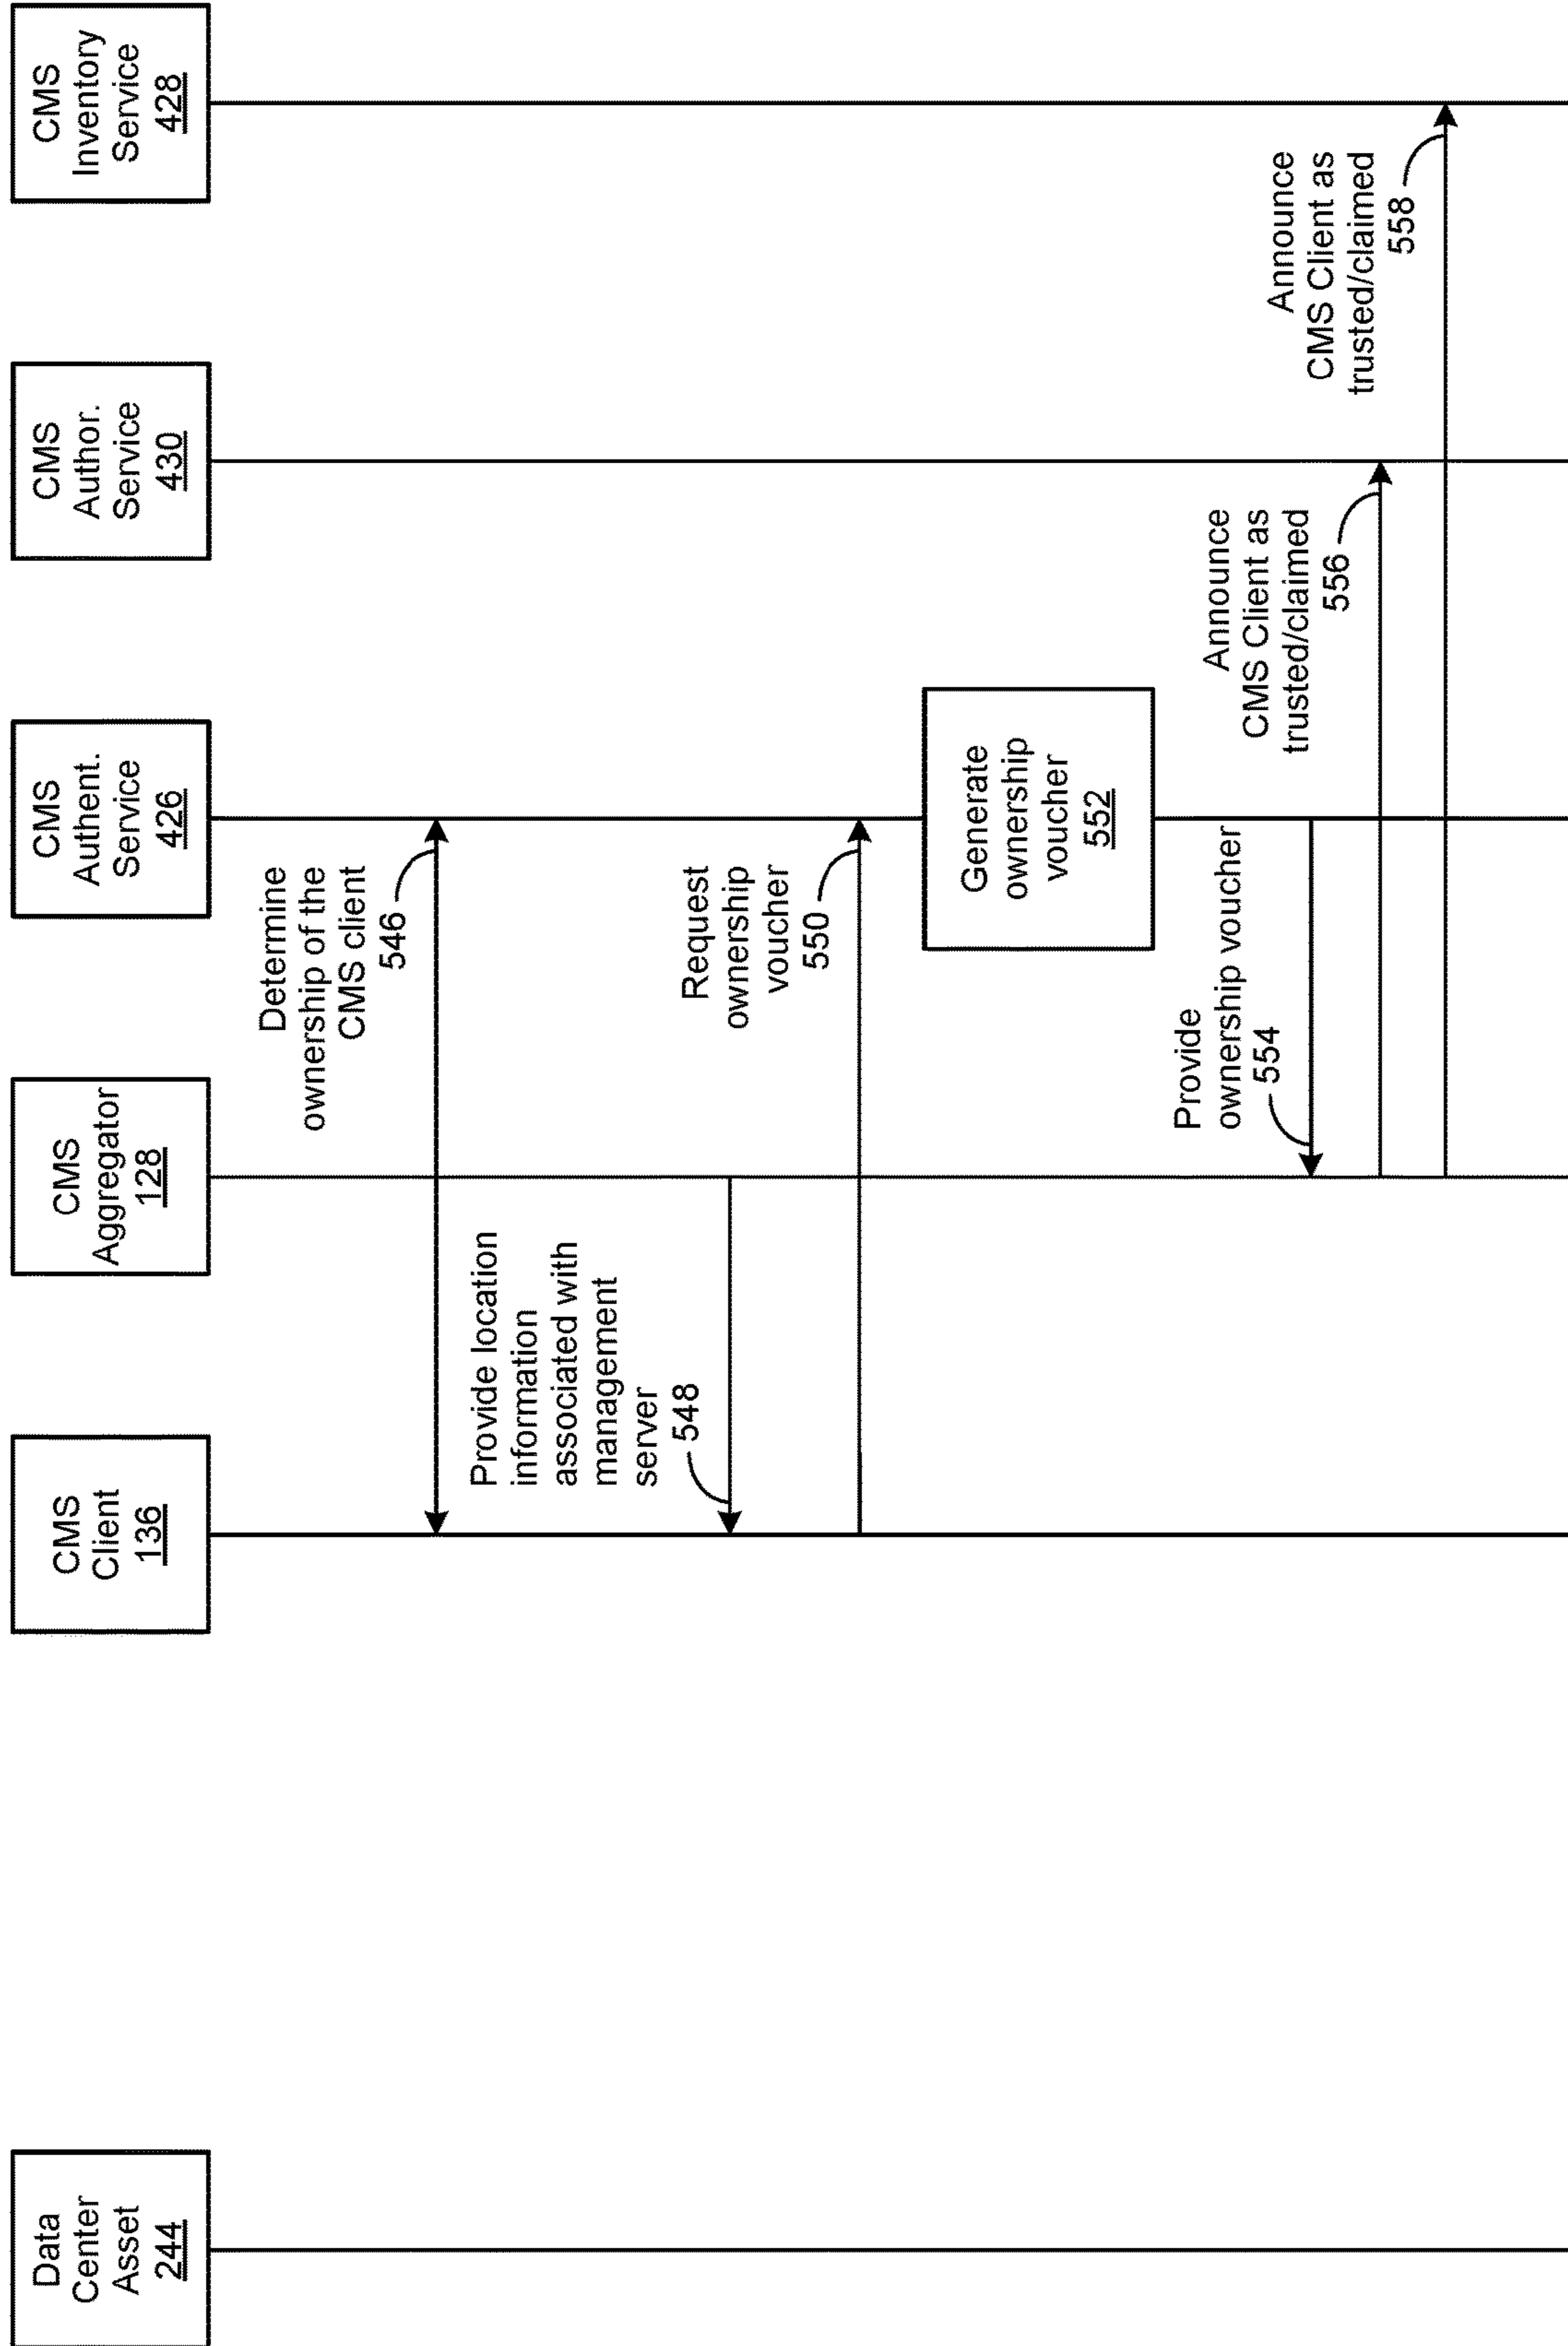 Data
Center
Asset
244
CMS
Client
136
CMS
Aggregator
128
CMS
Authent.
Service
426
CMS
Author.
Service
430
CMS
Inventory
Service
428
Determine
ownership of the
CMS client
546
Provide location
information
associated with
management
server
548
Request
ownership
voucher
550
Generate
ownership
voucher
552
Provide
ownership voucher
554
Announce
CMS Client as
trusted/claimed
556
Announce
CMS Client as
trusted/claimed
558